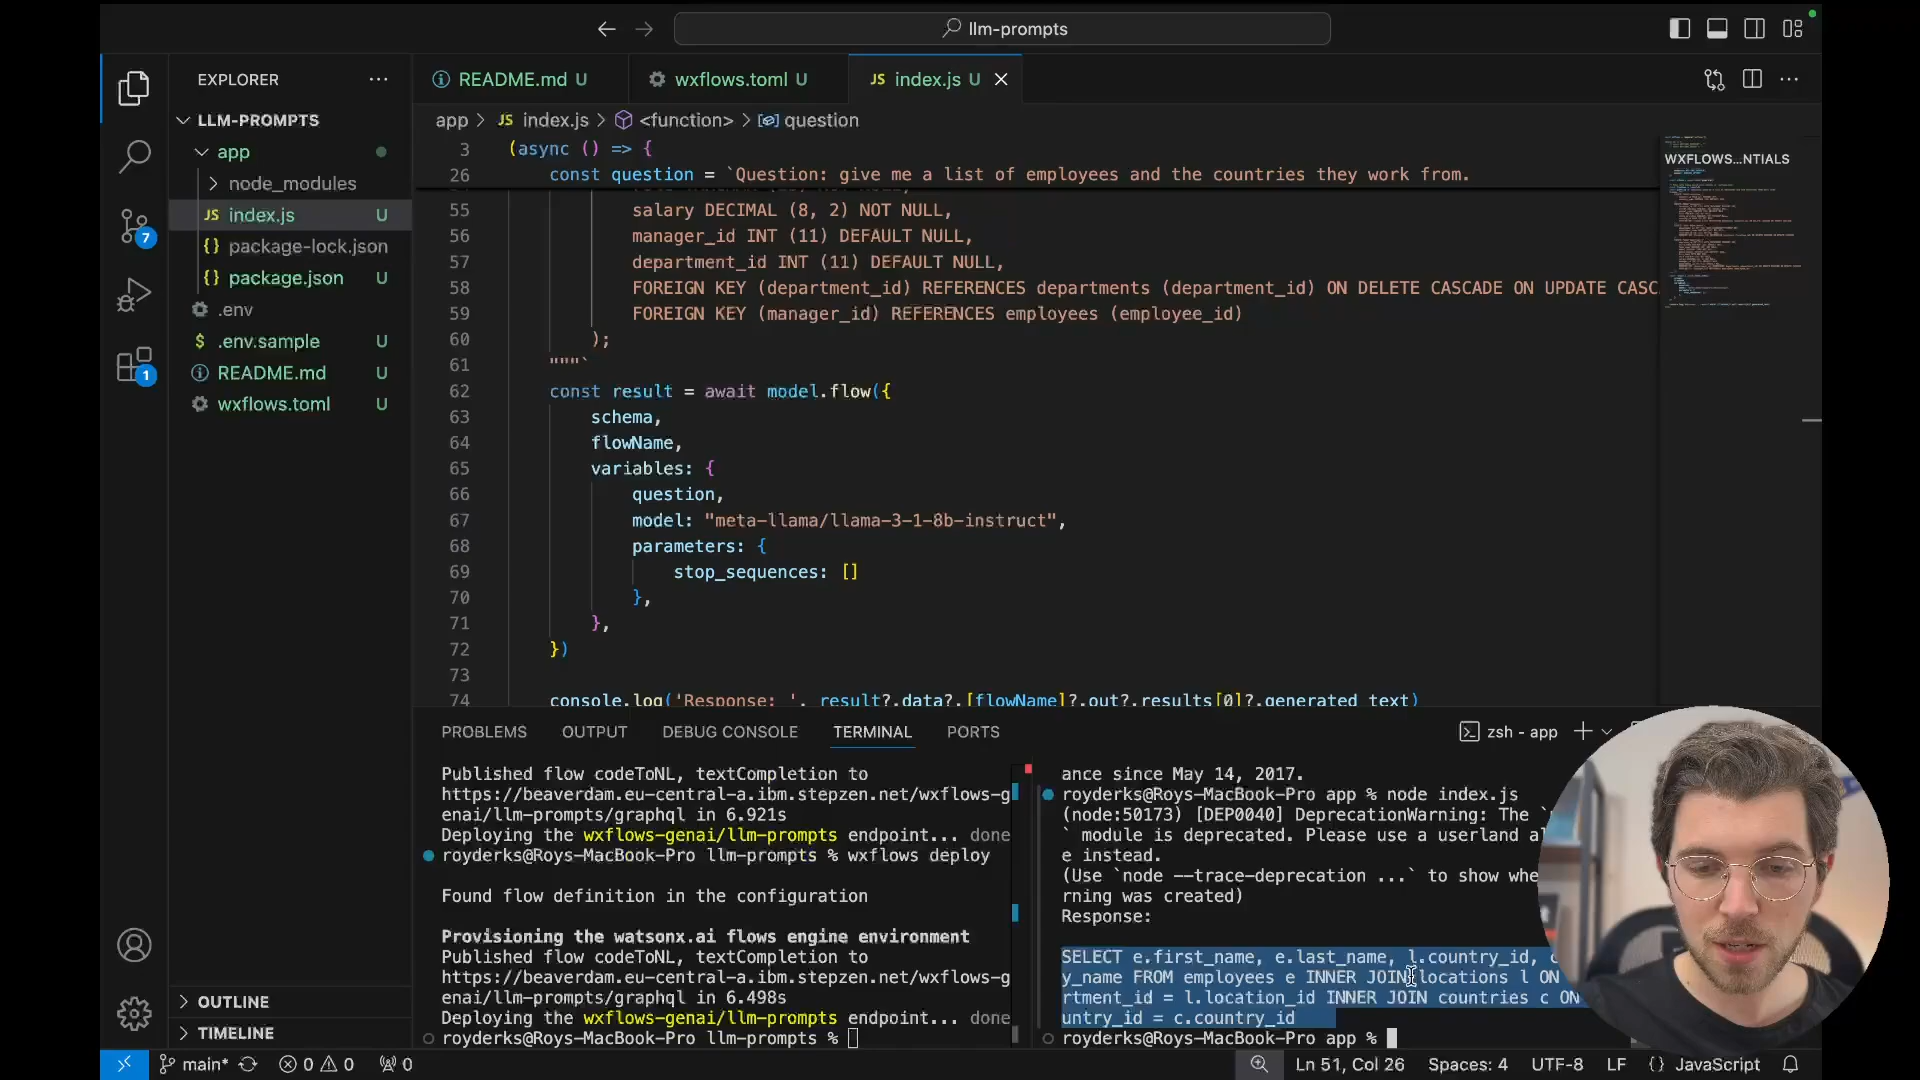 llm-prompts
EXPLORER
README.md U
wxflows.toml U
JS index.js U
LLM-PROMPTS
app
node_modules
JS index.js U
package-lock.json
package.json U
.env
$ .env.sample U
README.md U
wxflows.toml U
7
1
OUTLINE
TIMELINE
app > JS index.js > <function> > question
3 (async () => {
26 const question = `Question: give me a list of employees and the countries they work from.
55 salary DECIMAL (8, 2) NOT NULL,
56 manager_id INT (11) DEFAULT NULL,
57 department_id INT (11) DEFAULT NULL,
58 FOREIGN KEY (department_id) REFERENCES departments (department_id) ON DELETE CASCADE ON UPDATE CASC
59 FOREIGN KEY (manager_id) REFERENCES employees (employee_id)
60 );
61 """`
62 const result = await model.flow({
63 schema,
64 flowName,
65 variables: {
66 question,
67 model: "meta-llama/llama-3-1-8b-instruct",
68 parameters: {
69 stop_sequences: []
70 },
71 },
72 })
73
74 console.log('Response: ', result?.data?.[flowName]?.out?.results[0]?.generated_text)
WXFLOWS...NTIALS
PROBLEMS OUTPUT DEBUG CONSOLE TERMINAL PORTS
zsh - app
Published flow codeToNL, textCompletion to
https://beaverdam.eu-central-a.ibm.stepzen.net/wxflows-g
enai/llm-prompts/graphql in 6.921s
Deploying the wxflows-genai/llm-prompts endpoint... done
royderks@Roys-MacBook-Pro llm-prompts % wxflows deploy
Found flow definition in the configuration
Provisioning the watsonx.ai flows engine environment
Published flow codeToNL, textCompletion to
https://beaverdam.eu-central-a.ibm.stepzen.net/wxflows-g
enai/llm-prompts/graphql in 6.498s
Deploying the wxflows-genai/llm-prompts endpoint... done
royderks@Roys-MacBook-Pro llm-prompts %
ance since May 14, 2017.
royderks@Roys-MacBook-Pro app % node index.js
(node:50173) [DEP0040] DeprecationWarning: The `
` module is deprecated. Please use a userland al
e instead.
(Use `node --trace-deprecation ...` to show whe
rning was created)
Response:
SELECT e.first_name, e.last_name, l.country_id, c
y_name FROM employees e INNER JOIN locations l ON
rtment_id = l.location_id INNER JOIN countries c ON
untry_id = c.country_id
royderks@Roys-MacBook-Pro app %
main* 0 0 0
Ln 51, Col 26 Spaces: 4 UTF-8 LF {} JavaScript